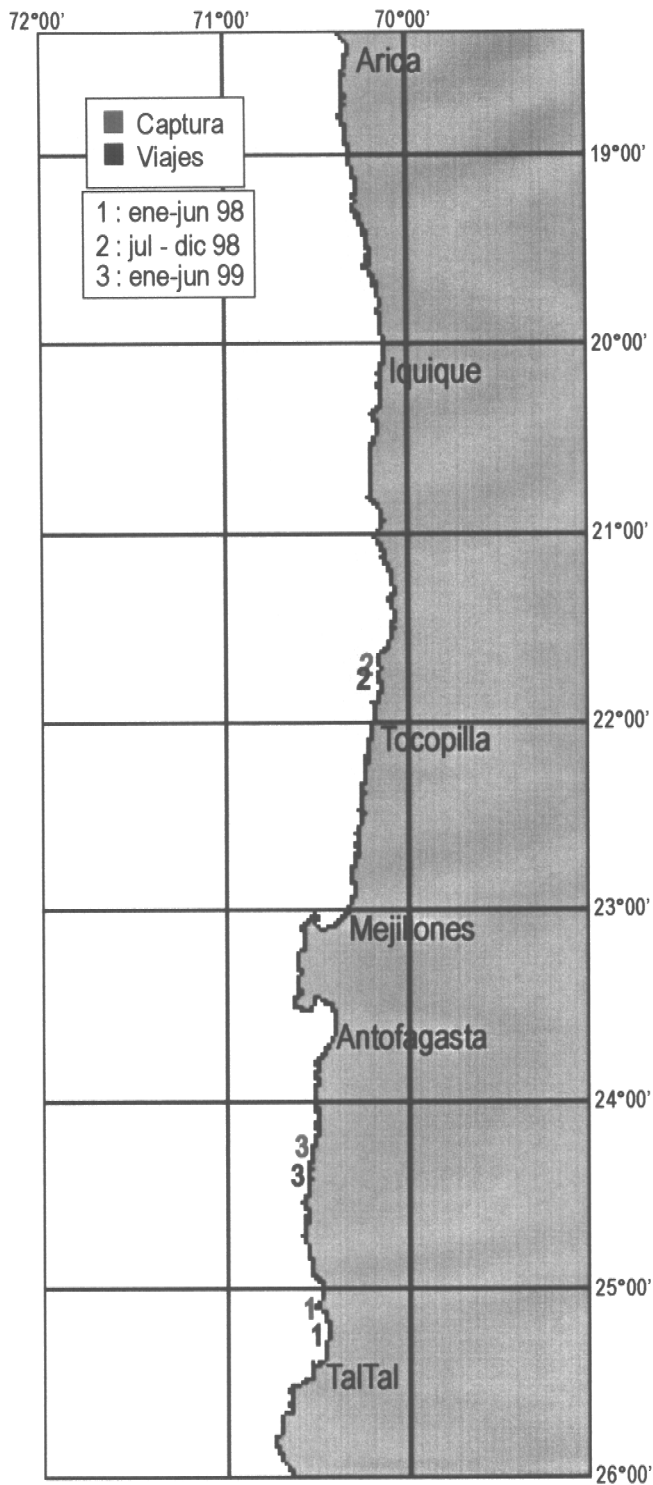 72°00' 71°00' 70°00'
Arica
Captura
Viajes
19°00'
1 : ene-jun 98
2 : jul - dic 98
3 : ene-jun 99
20°00'
Iquique
21°00'
2
2
22°00'
Tocopilla
23°00'
Mejillones
Antofagasta
24°00'
3
3
25°00'
1
1
TalTal
26°00'